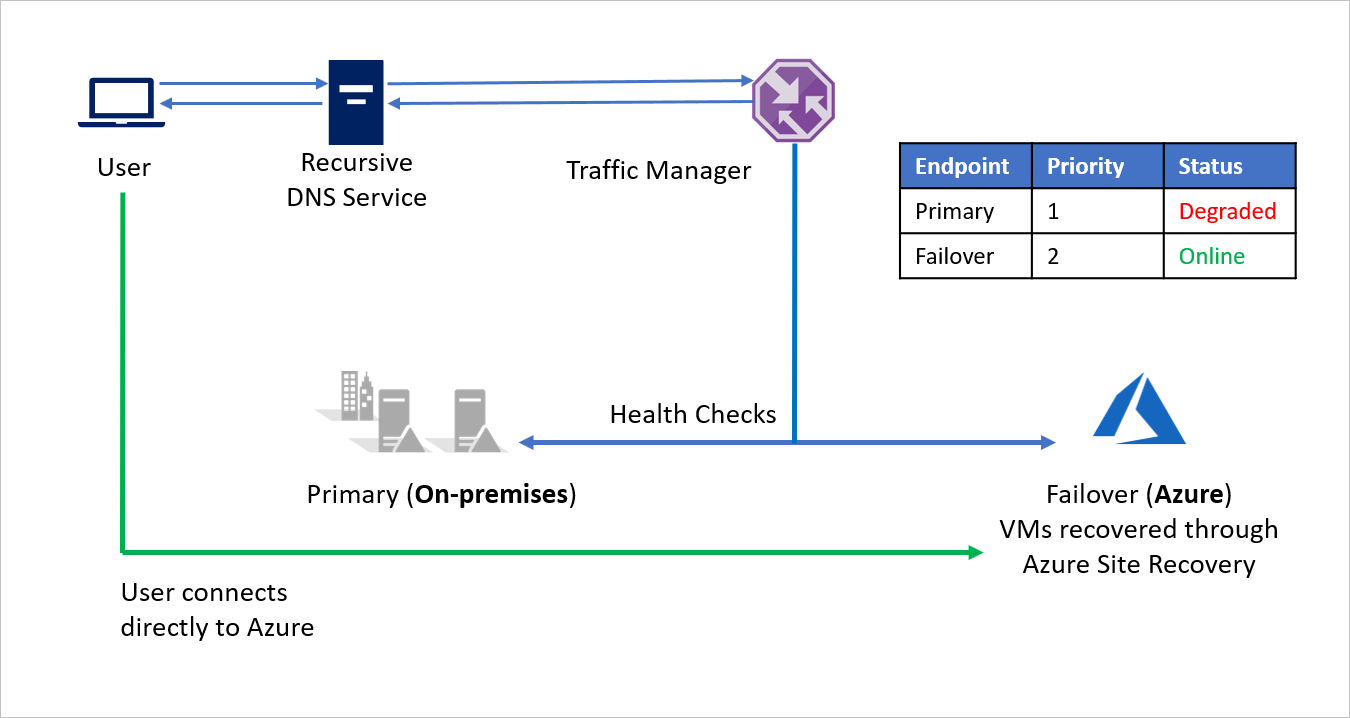 User
Recursive
DNS Service
Traffic Manager
Endpoint Priority Status
Primary 1 Degraded
Failover 2 Online
Health Checks
Primary (On-premises)
Failover (Azure)
VMs recovered through
Azure Site Recovery
User connects
directly to Azure